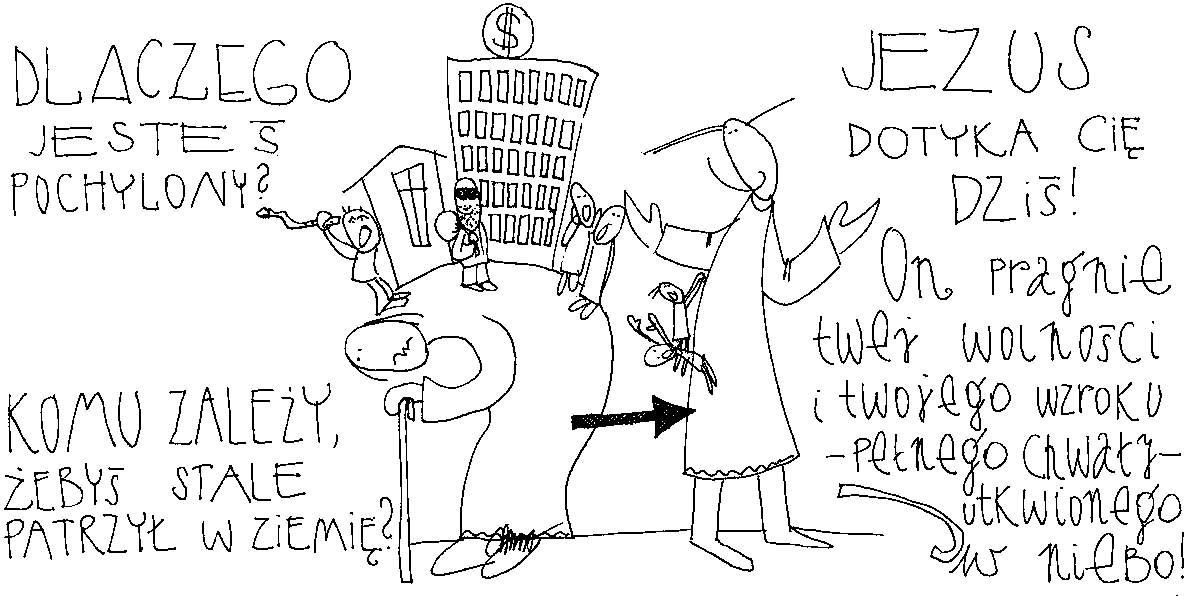 DLACZEGO
JESTEŚ
POCHYLONY?
KOMU ZALEŻY,
ŻEBYŚ STALE
PATRZYŁ W ZIEMIĘ?
$
JEZUS
DOTYKA CIĘ
DZIŚ!
On pragnie
twej wolności
i twojego wzroku
-pełnego chwały-
utkwionego
w niebo!